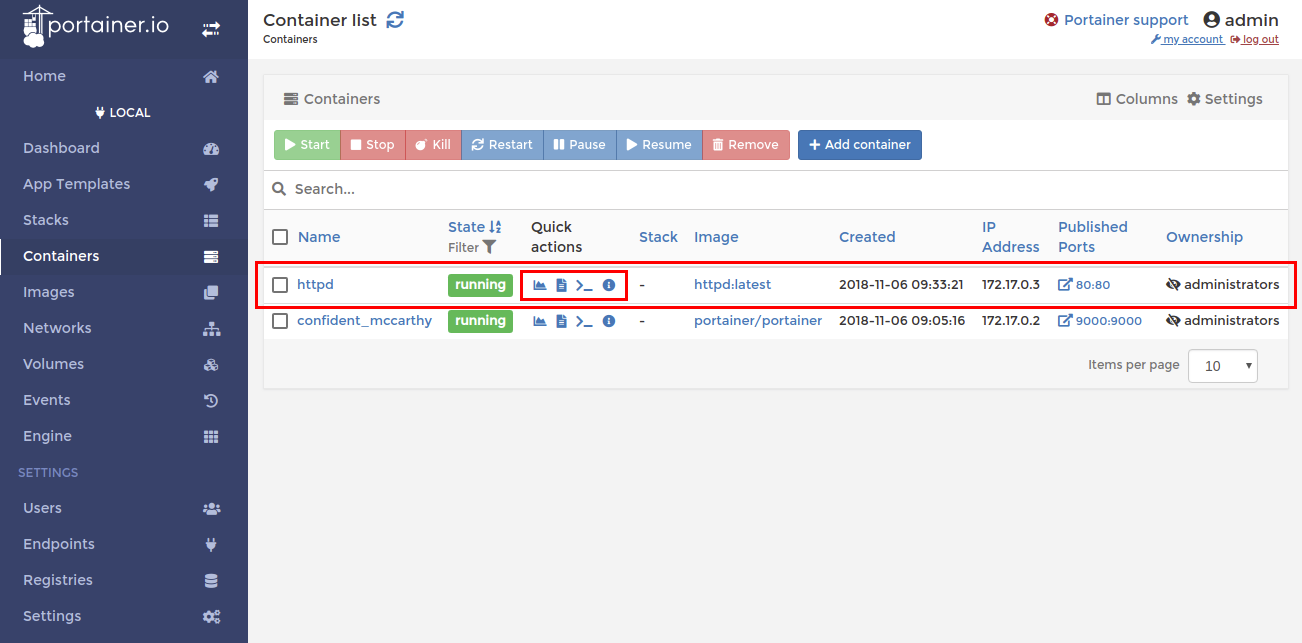 portainer.io
Home
LOCAL
Dashboard
App Templates
Stacks
Containers
Images
Networks
Volumes
Events
Engine
SETTINGS
Users
Endpoints
Registries
Settings
Container list
Containers
Portainer support admin
my account log out
Containers
Columns Settings
Start Stop Kill Restart Pause Resume Remove Add container
Search...
Name State Filter Quick actions Stack Image Created IP Address Published Ports Ownership
httpd running - httpd:latest 2018-11-06 09:33:21 172.17.0.3 80:80 administrators
confident_mccarthy running - portainer/portainer 2018-11-06 09:05:16 172.17.0.2 9000:9000 administrators
Items per page 10